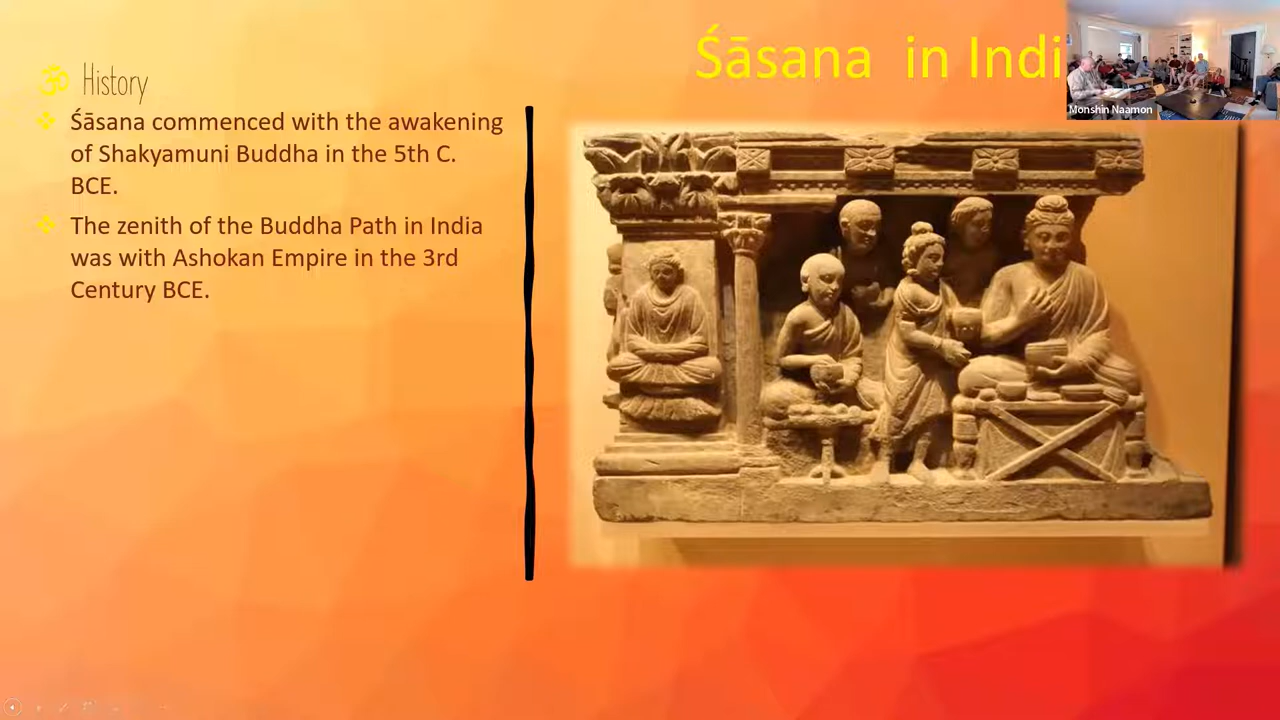 Śāsana in Indi
ॐ History
Śāsana commenced with the awakening
of Shakyamuni Buddha in the 5th C.
BCE.
The zenith of the Buddha Path in India
was with Ashokan Empire in the 3rd
Century BCE.
Monshin Naamon